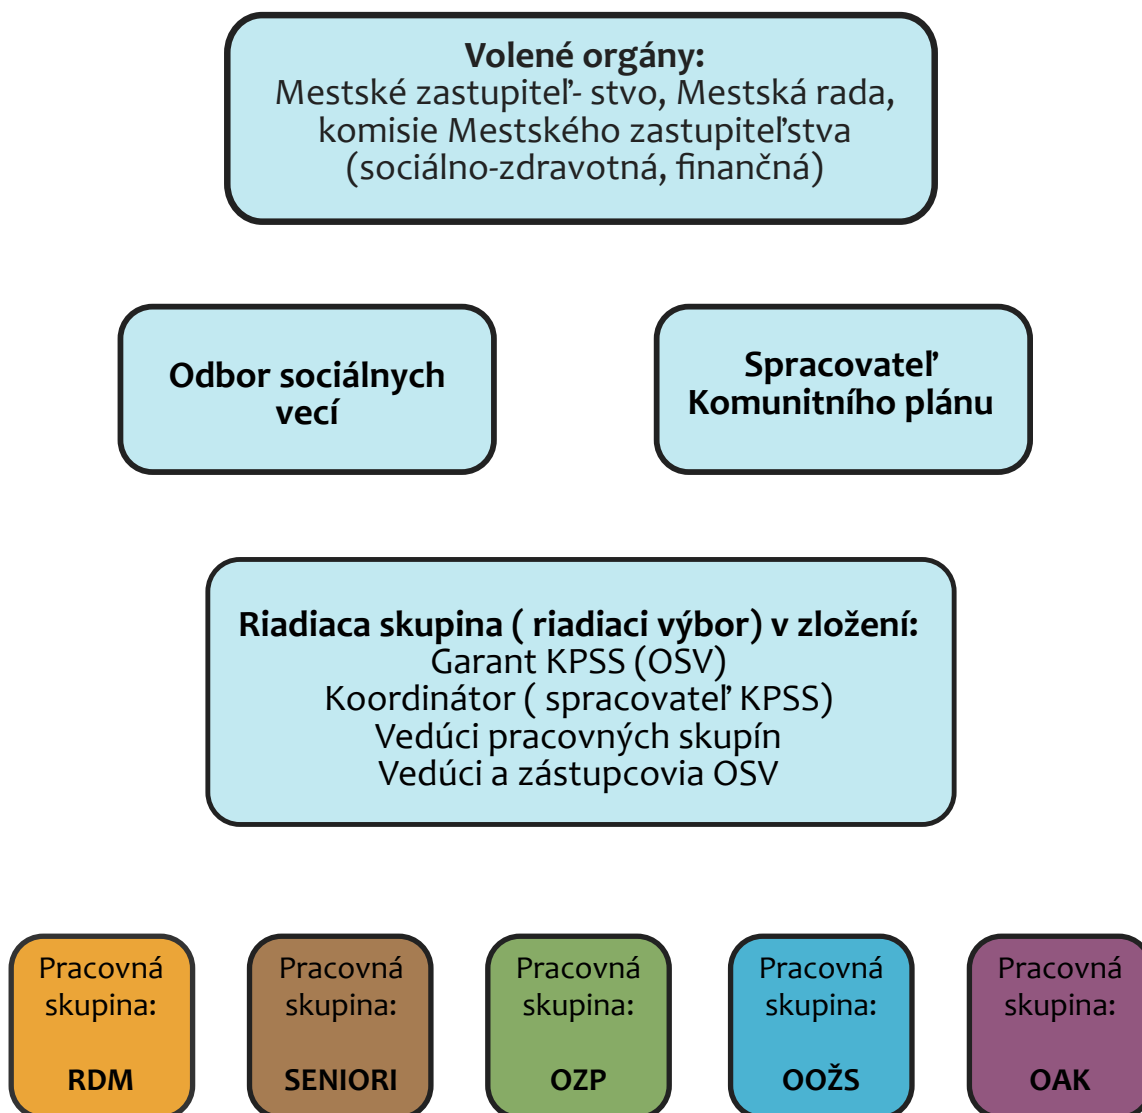 Volené orgány:
Mestské zastupiteľ- stvo, Mestská rada,
komisie Mestského zastupiteľstva
(sociálno-zdravotná, finančná)
Odbor sociálnych
vecí
Spracovateľ
Komunitního plánu
Riadiaca skupina ( riadiaci výbor) v zložení:
Garant KPSS (OSV)
Koordinátor ( spracovateľ KPSS)
Vedúci pracovných skupín
Vedúci a zástupcovia OSV
Pracovná
skupina:
RDM
Pracovná
skupina:
SENIORI
Pracovná
skupina:
OZP
Pracovná
skupina:
OOŽS
Pracovná
skupina:
OAK